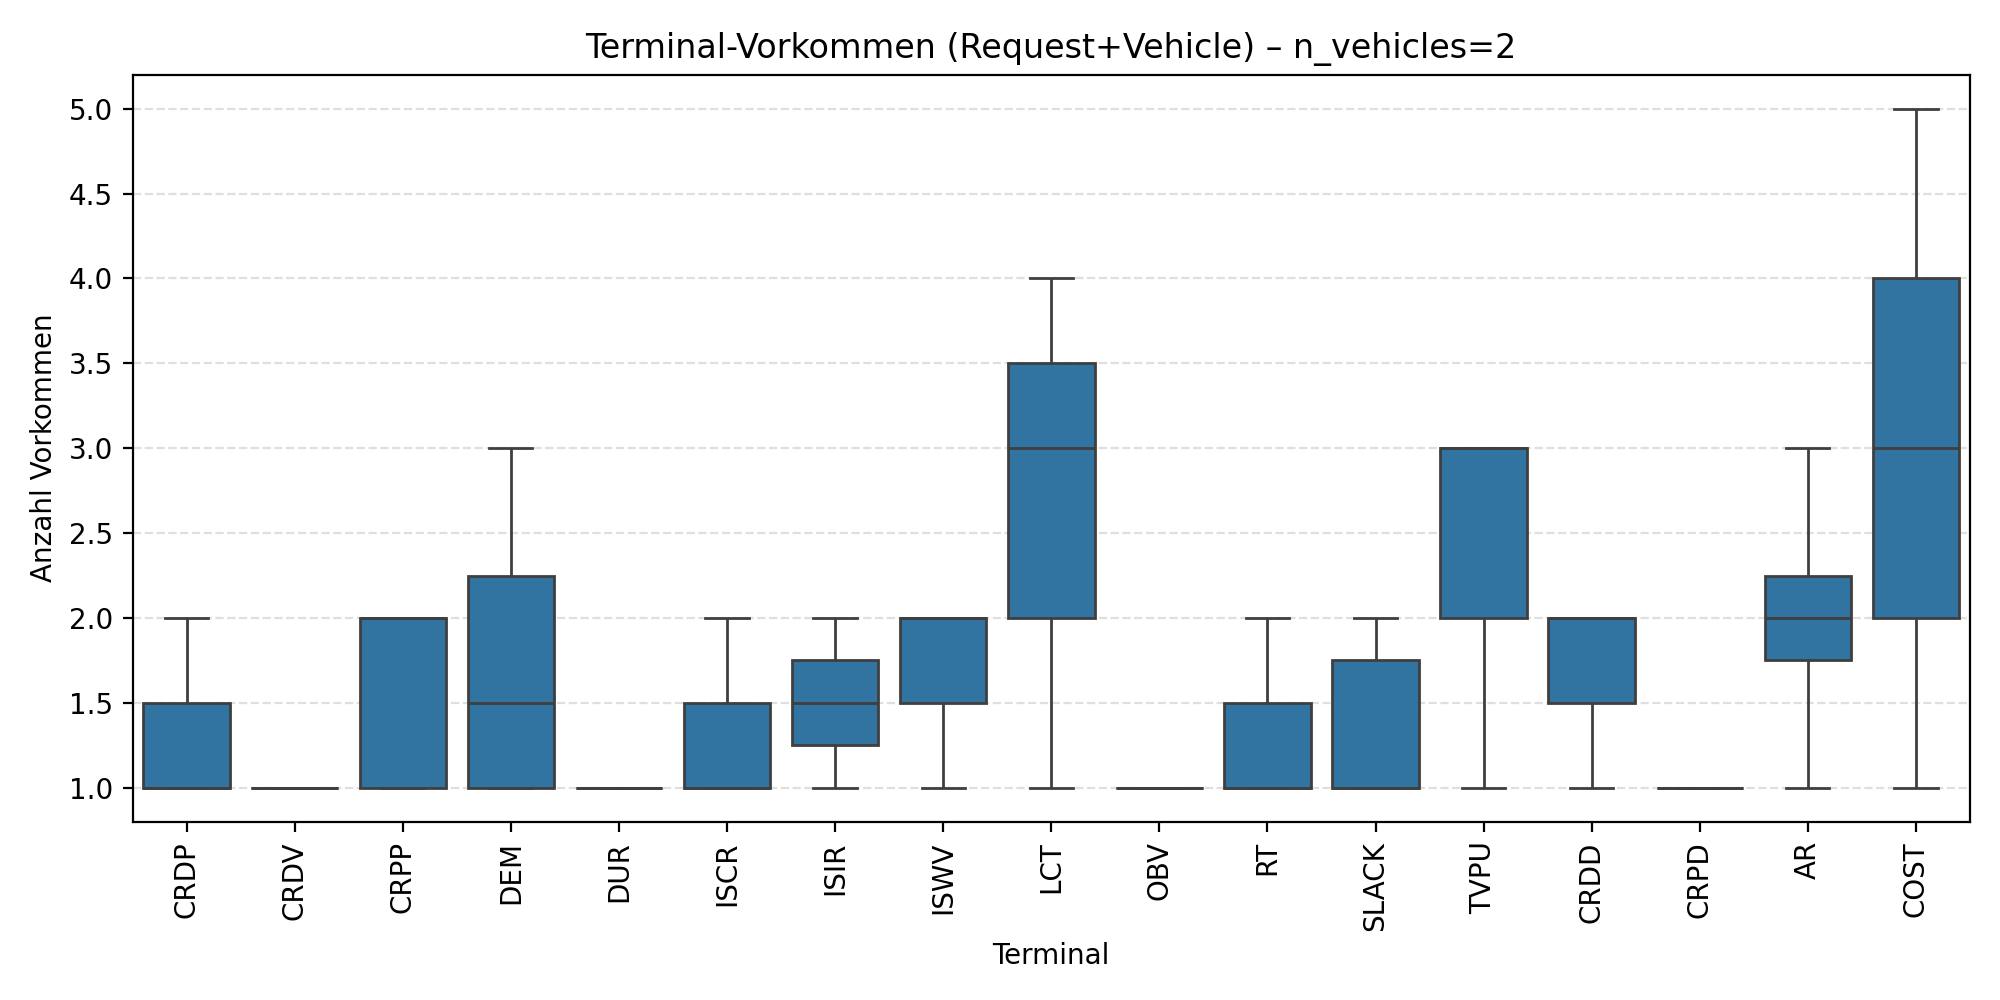 Terminal-Vorkommen (Request+Vehicle) – n_vehicles=2
Anzahl Vorkommen
5.0
4.5
4.0
3.5
3.0
2.5
2.0
1.5
1.0
CRDP
CRDV
CRPP
DEM
DUR
ISCR
ISIR
ISWV
LCT
OBV
RT
SLACK
TVPU
CRDD
CRPD
AR
COST
Terminal